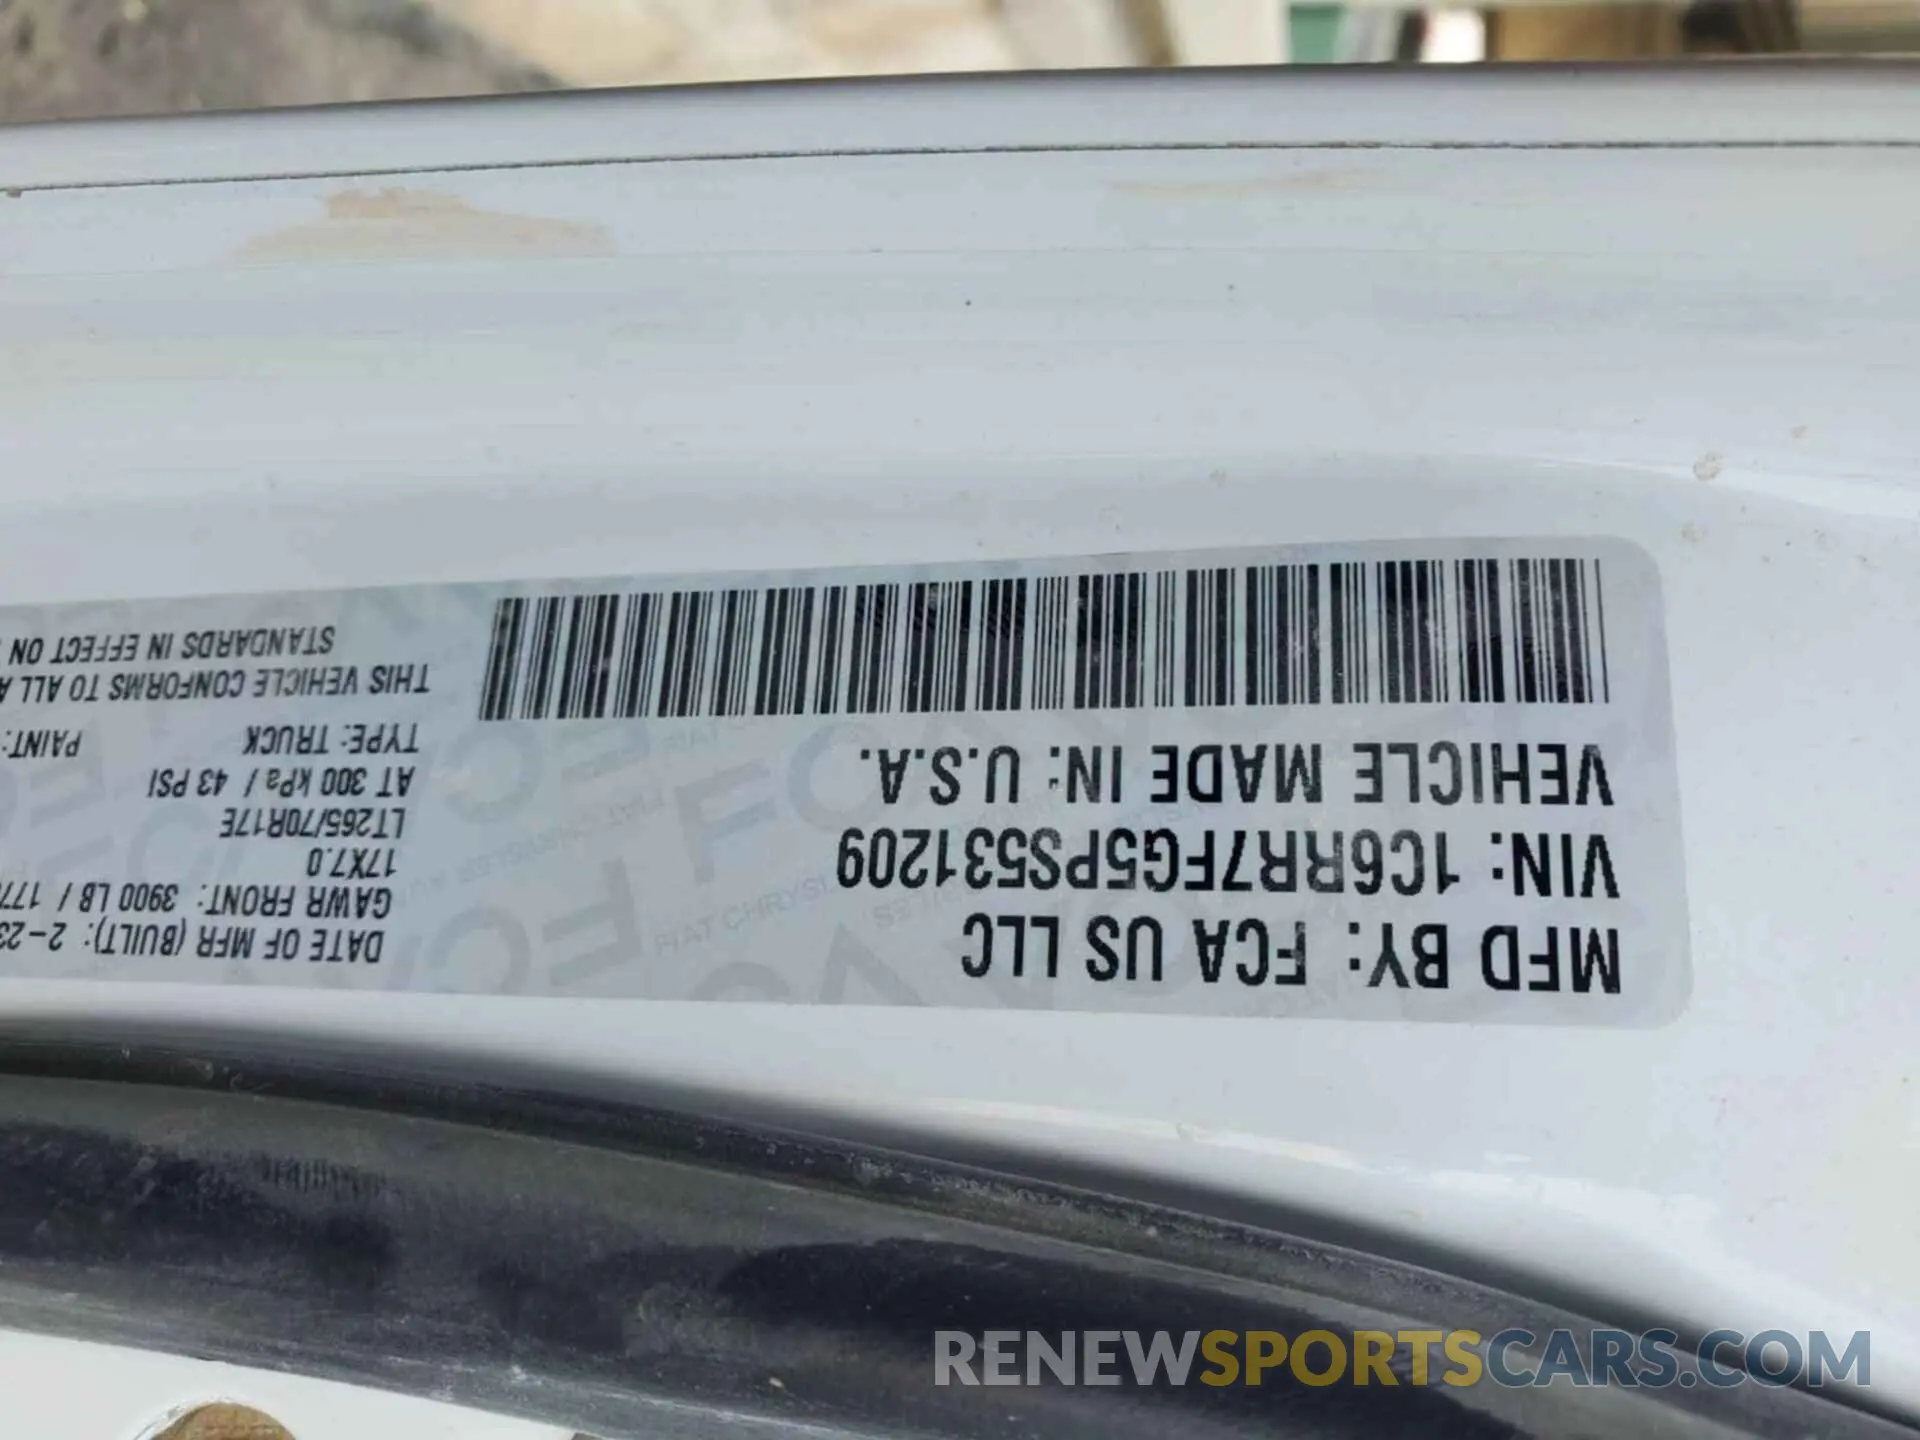 MFD BY: FCA US LLC
VIN: 1C6RR7FG5PS531209
VEHICLE MADE IN: U.S.A.
DATE OF MFR (BUILT): 2-23
GAWR FRONT: 3900 LB / 177
17X7.0
LT265/70R17E
AT 300 kPa / 43 PSI
TYPE: TRUCK PAINT:
THIS VEHICLE CONFORMS TO ALL A
STANDARDS IN EFFECT ON
RENEWSPORTSCARS.COM